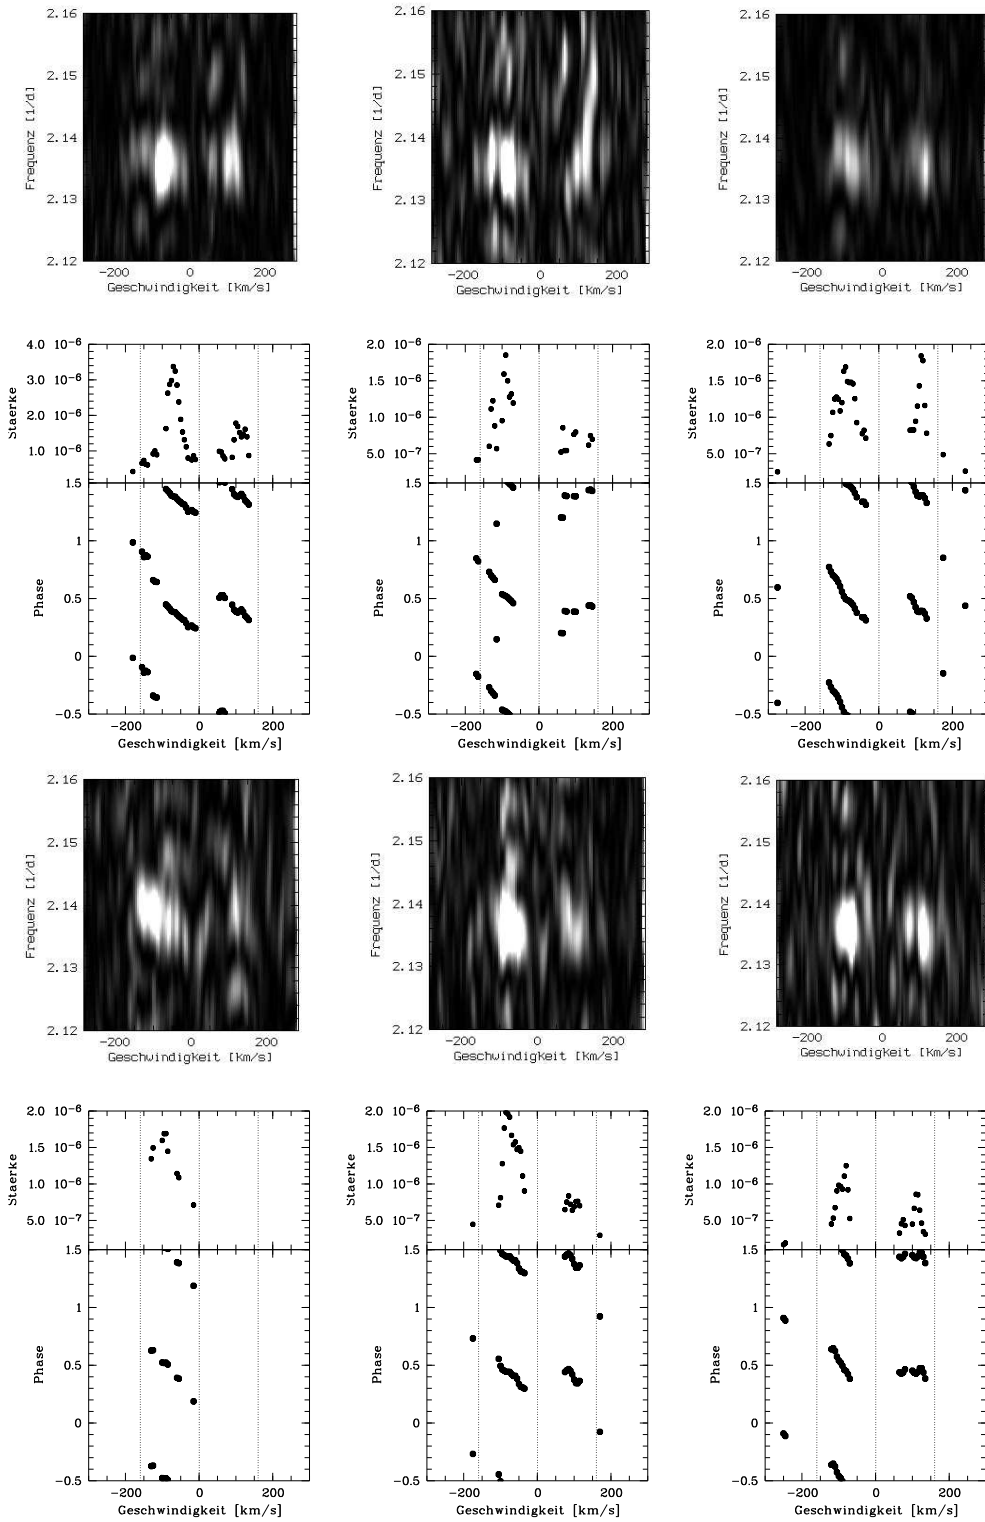 2.16 2.16 2.16
2.15 2.15 2.15
2.14 2.14 2.14
2.13 2.13 2.13
2.12 2.12 2.12
Frequenz [1/d] Frequenz [1/d] Frequenz [1/d]
-200 0 200 -200 0 200 -200 0 200
Geschwindigkeit [km/s] Geschwindigkeit [km/s] Geschwindigkeit [km/s]
4.0 10-6 2.0 10-6 2.0 10-6
3.0 10-6 1.5 10-6 1.5 10-6
2.0 10-6 1.0 10-6 1.0 10-6
1.0 10-6 5.0 10-7 5.0 10-7
Staerke Staerke Staerke
1.5 1.5 1.5
1 1 1
0.5 0.5 0.5
0 0 0
-0.5 -0.5 -0.5
Phase Phase Phase
-200 0 200 -200 0 200 -200 0 200
Geschwindigkeit [km/s] Geschwindigkeit [km/s] Geschwindigkeit [km/s]
2.16 2.16 2.16
2.15 2.15 2.15
2.14 2.14 2.14
2.13 2.13 2.13
2.12 2.12 2.12
Frequenz [1/d] Frequenz [1/d] Frequenz [1/d]
-200 0 200 -200 0 200 -200 0 200
Geschwindigkeit [km/s] Geschwindigkeit [km/s] Geschwindigkeit [km/s]
2.0 10-6 2.0 10-6 2.0 10-6
1.5 10-6 1.5 10-6 1.5 10-6
1.0 10-6 1.0 10-6 1.0 10-6
5.0 10-7 5.0 10-7 5.0 10-7
Staerke Staerke Staerke
1.5 1.5 1.5
1 1 1
0.5 0.5 0.5
0 0 0
-0.5 -0.5 -0.5
Phase Phase Phase
-200 0 200 -200 0 200 -200 0 200
Geschwindigkeit [km/s] Geschwindigkeit [km/s] Geschwindigkeit [km/s]